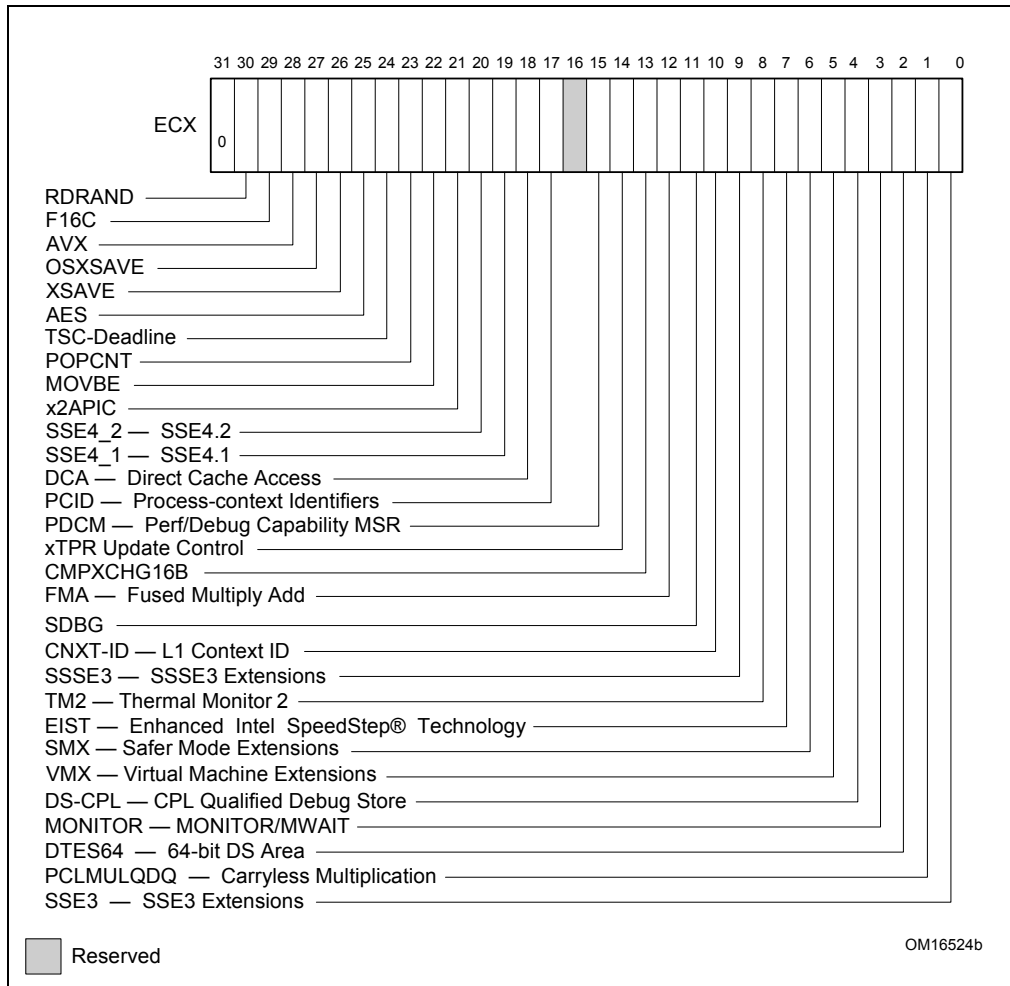 31 30 29 28 27 26 25 24 23 22 21 20 19 18 17 16 15 14 13 12 11 10 9 8 7 6 5 4 3 2 1 0
ECX
0
RDRAND
F16C
AVX
OSXSAVE
XSAVE
AES
TSC-Deadline
POPCNT
MOVBE
x2APIC
SSE4_2 — SSE4.2
SSE4_1 — SSE4.1
DCA — Direct Cache Access
PCID — Process-context Identifiers
PDCM — Perf/Debug Capability MSR
xTPR Update Control
CMPXCHG16B
FMA — Fused Multiply Add
SDBG
CNXT-ID — L1 Context ID
SSSE3 — SSSE3 Extensions
TM2 — Thermal Monitor 2
EIST — Enhanced Intel SpeedStep® Technology
SMX — Safer Mode Extensions
VMX — Virtual Machine Extensions
DS-CPL — CPL Qualified Debug Store
MONITOR — MONITOR/MWAIT
DTES64 — 64-bit DS Area
PCLMULQDQ — Carryless Multiplication
SSE3 — SSE3 Extensions
Reserved
OM16524b